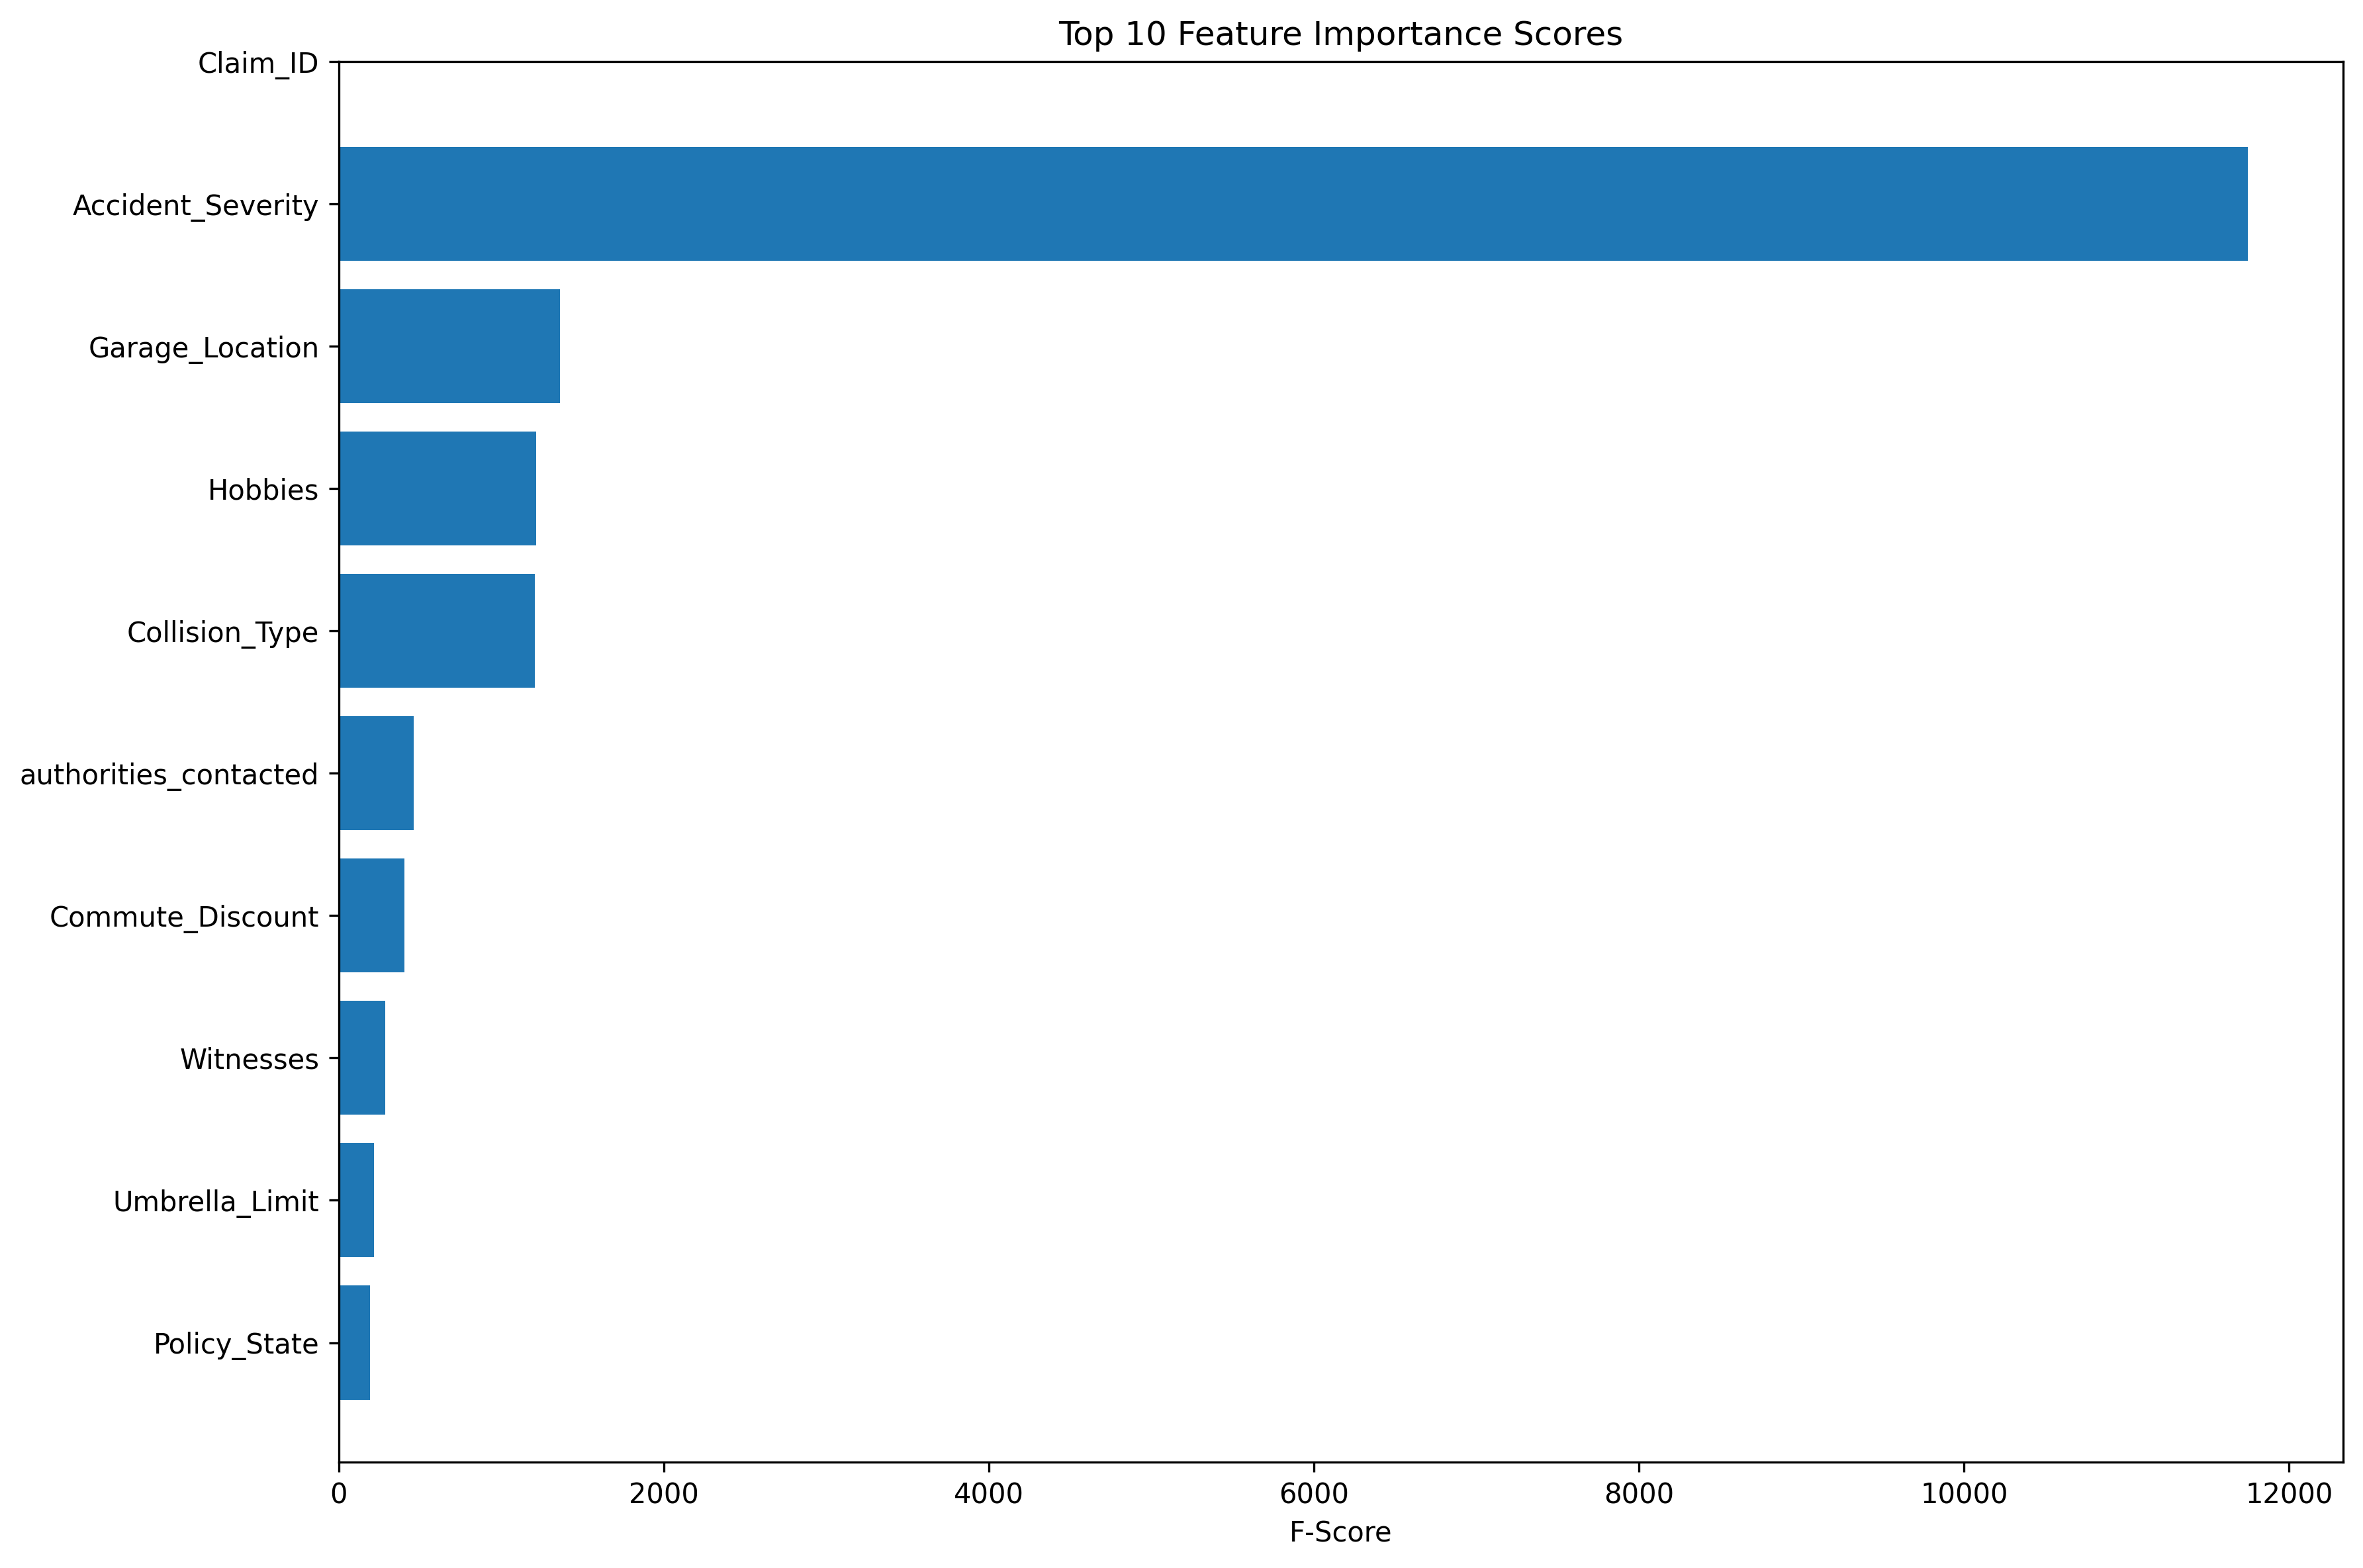 Top 10 Feature Importance Scores
Claim_ID
Accident_Severity
Garage_Location
Hobbies
Collision_Type
authorities_contacted
Commute_Discount
Witnesses
Umbrella_Limit
Policy_State
0 2000 4000 6000 8000 10000 12000
F-Score